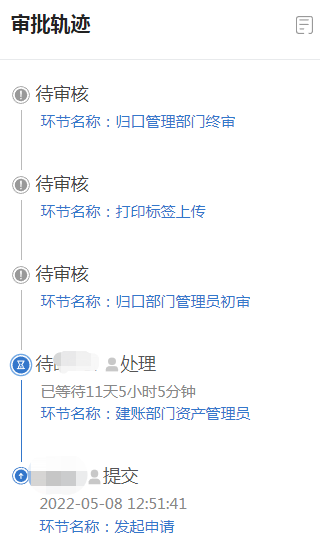 审批轨迹
待审核
环节名称：归口管理部门终审
待审核
环节名称：打印标签上传
待审核
环节名称：归口部门管理员初审
待 处理
已等待11天5小时5分钟
环节名称：建账部门资产管理员
提交
2022-05-08 12:51:41
环节名称：发起申请